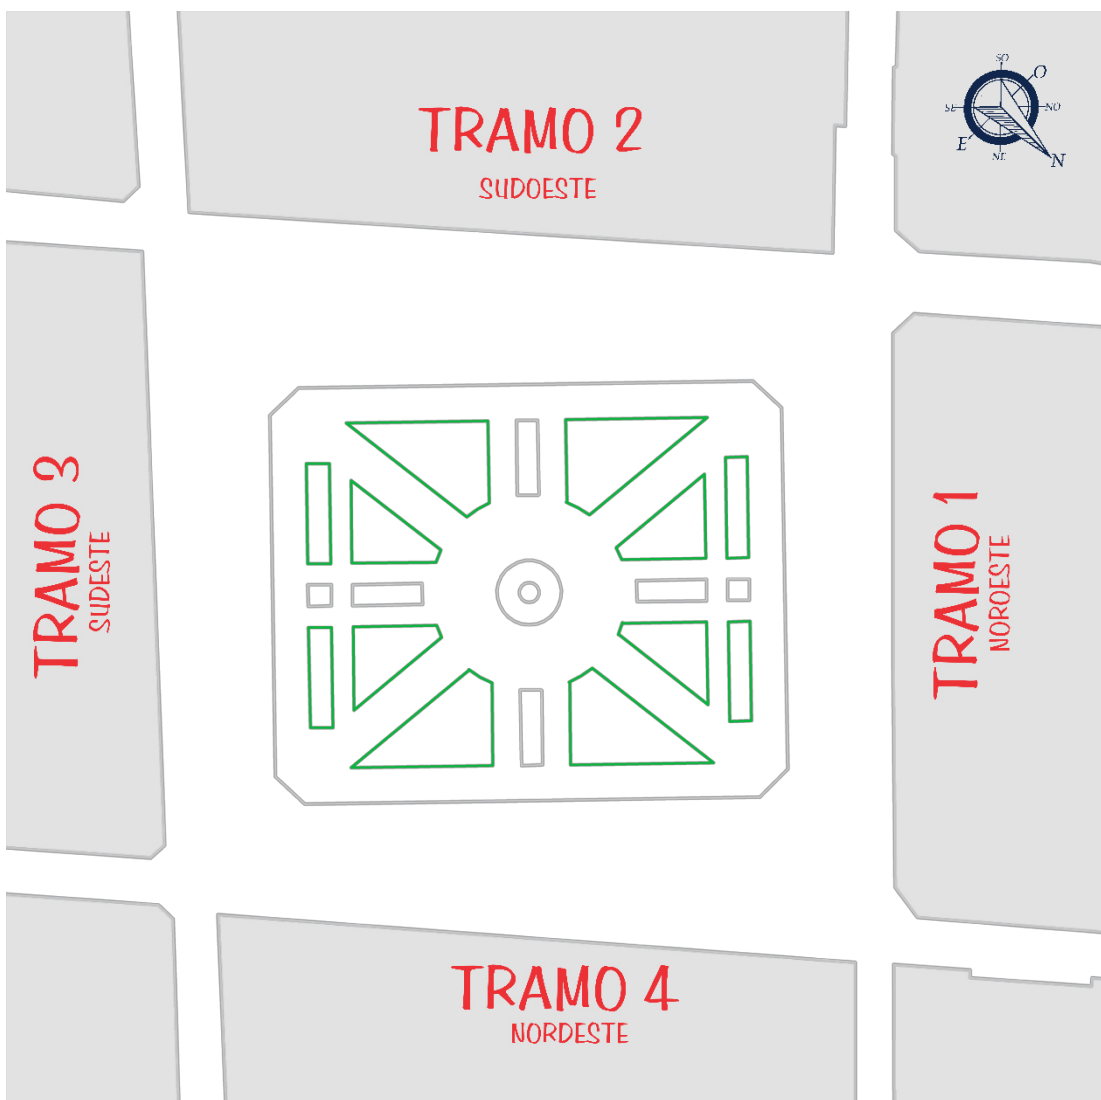 TRAMO 2
SUDOESTE
SO
O
SE
NO
E
NE
N
TRAMO 3
SUDESTE
TRAMO 1
NOROESTE
TRAMO 4
NORDESTE